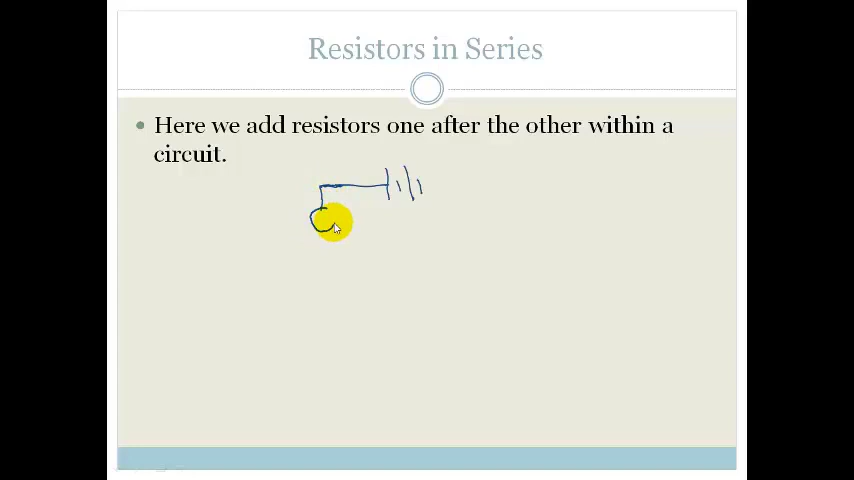 Resistors in Series
Here we add resistors one after the other within a
circuit.